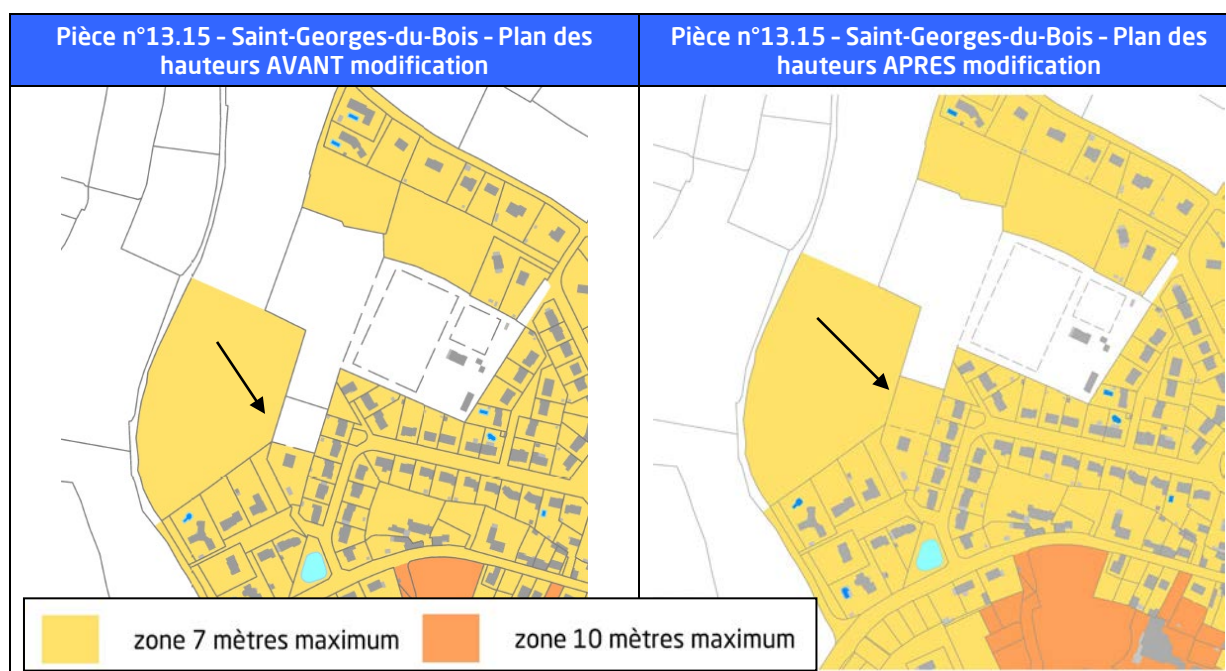 Pièce n°13.15 - Saint-Georges-du-Bois - Plan des
hauteurs AVANT modification
Pièce n°13.15 - Saint-Georges-du-Bois - Plan des
hauteurs APRES modification
zone 7 mètres maximum
zone 10 mètres maximum